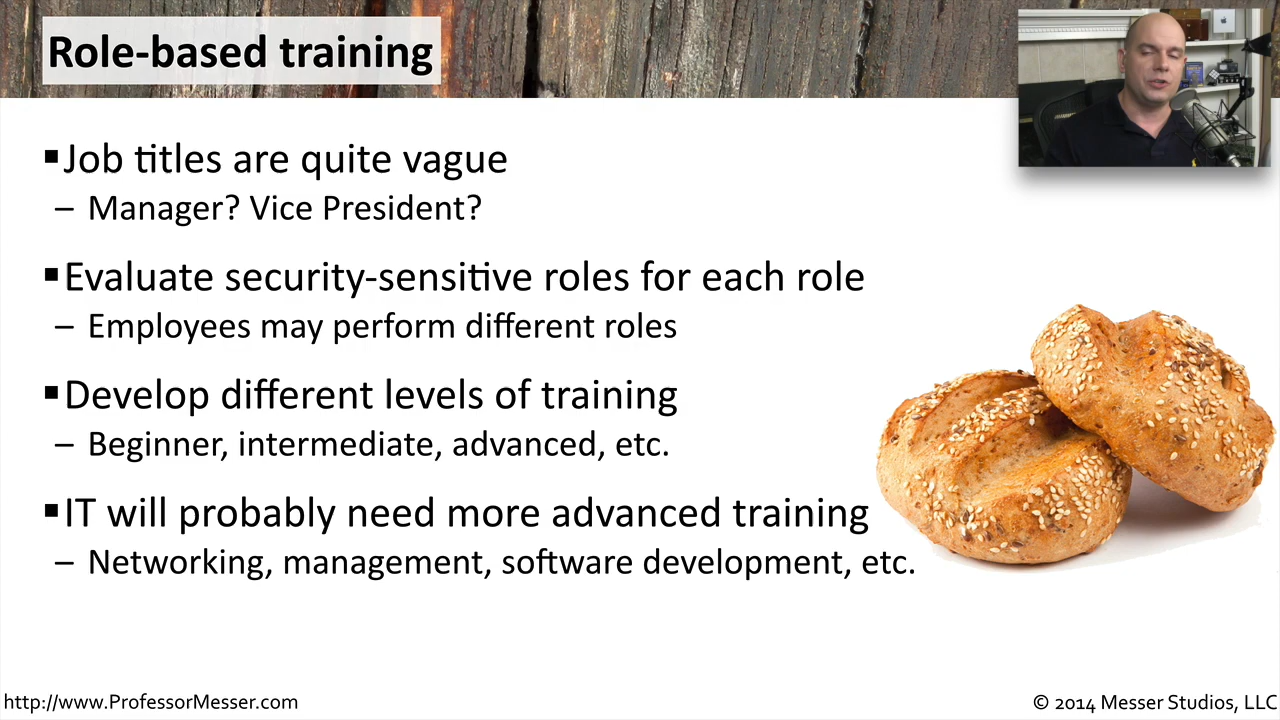 Role-based training
▪Job titles are quite vague
– Manager? Vice President?
▪Evaluate security-sensitive roles for each role
– Employees may perform different roles
▪Develop different levels of training
– Beginner, intermediate, advanced, etc.
▪IT will probably need more advanced training
– Networking, management, software development, etc.
http://www.ProfessorMesser.com
© 2014 Messer Studios, LLC